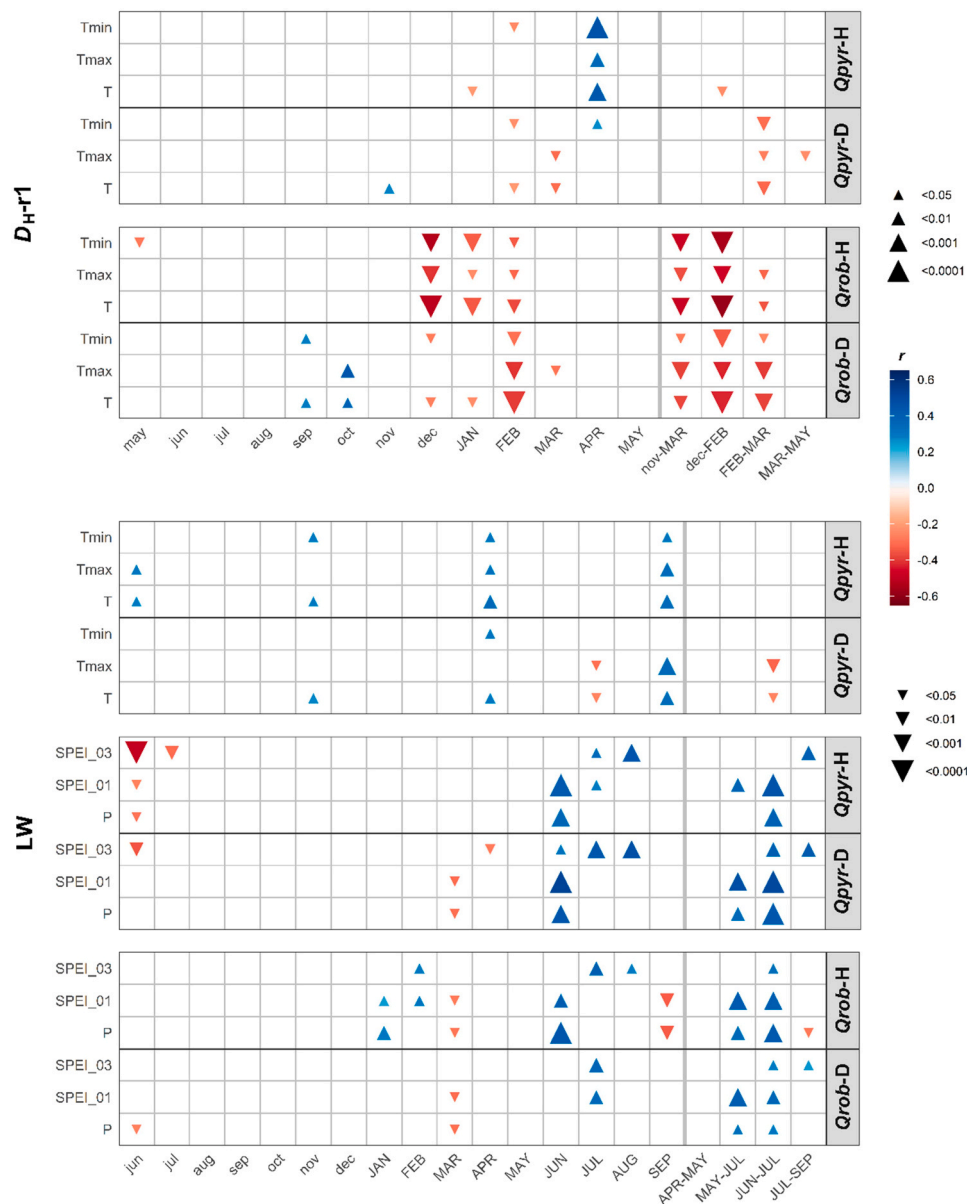 Tmin
Tmax
T
Qpyr-H
Tmin
Tmax
T
Qpyr-D
Tmin
Tmax
T
Qrob-H
Tmin
Tmax
T
Qrob-D
D_H-r1
may jun jul aug sep oct nov dec JAN FEB MAR APR MAY nov-MAR dec-FEB FEB-MAR MAR-MAY
<0.05
<0.01
<0.001
<0.0001
r
0.6
0.4
0.2
0.0
-0.2
-0.4
-0.6
<0.05
<0.01
<0.001
<0.0001
Tmin
Tmax
T
Qpyr-H
Tmin
Tmax
T
Qpyr-D
SPEI_03
SPEI_01
P
Qpyr-H
SPEI_03
SPEI_01
P
Qpyr-D
SPEI_03
SPEI_01
P
Qrob-H
SPEI_03
SPEI_01
P
Qrob-D
LW
jun jul aug sep oct nov dec JAN FEB MAR APR MAY JUN JUL AUG SEP APR-MAY MAY-JUL JUN-JUL JUL-SEP